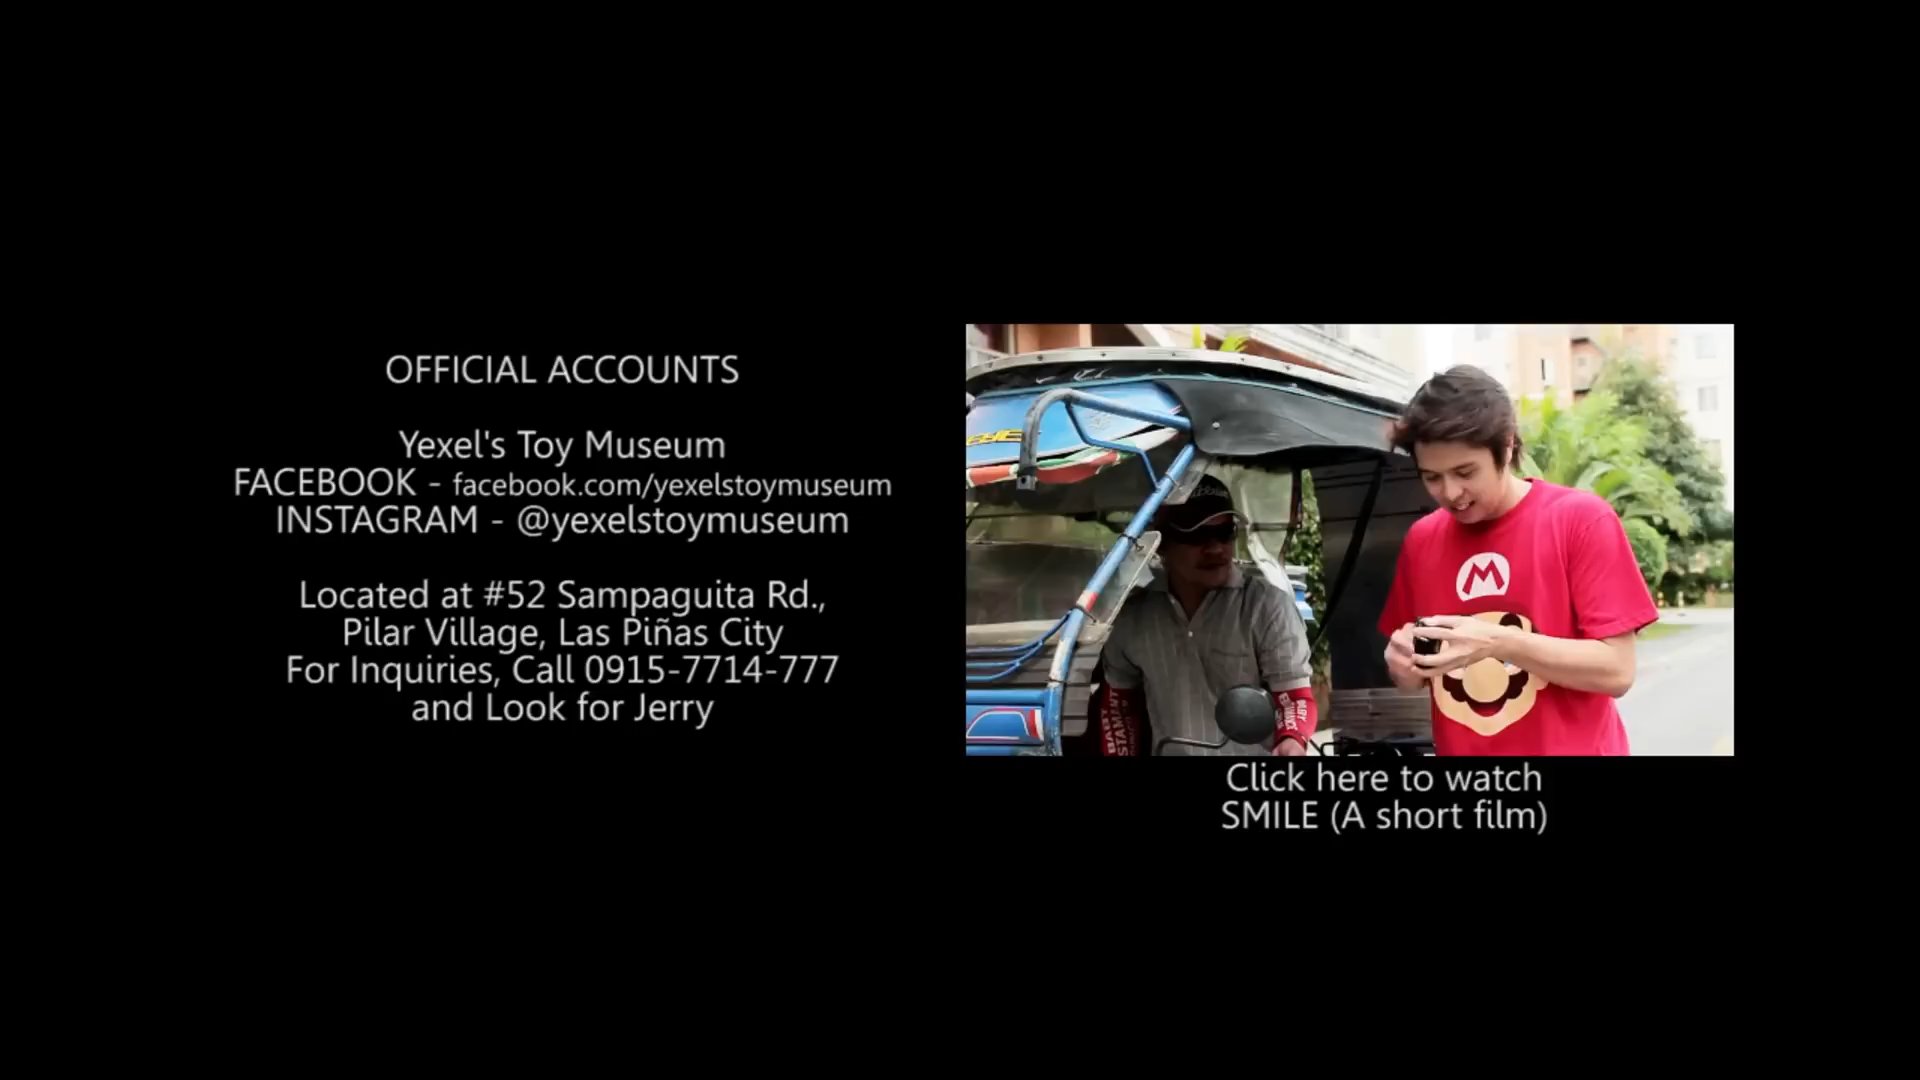 OFFICIAL ACCOUNTS
Yexel's Toy Museum
FACEBOOK - facebook.com/yexelstoymuseum
INSTAGRAM - @yexelstoymuseum
Located at #52 Sampaguita Rd.,
Pilar Village, Las Piñas City
For Inquiries, Call 0915-7714-777
and Look for Jerry
M
BABY
Click here to watch
SMILE (A short film)